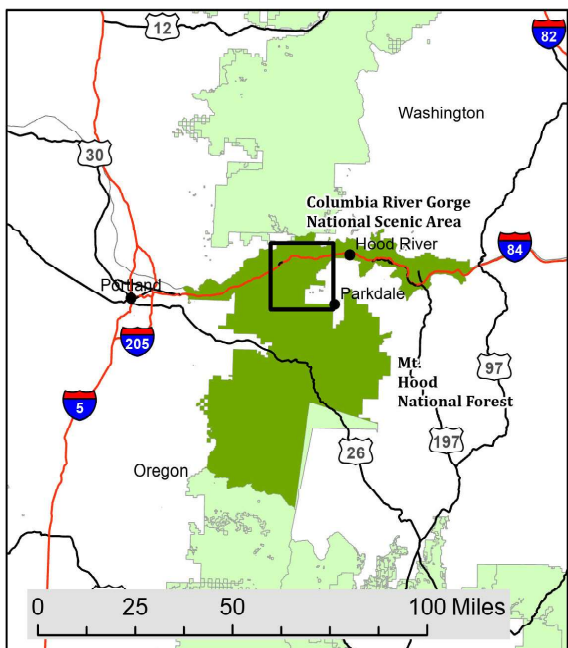 12
82
Washington
30
Columbia River Gorge
National Scenic Area
Hood River
84
Portland
Parkdale
205
Mt.
Hood
National Forest
97
5
197
26
Oregon
0 25 50 100 Miles